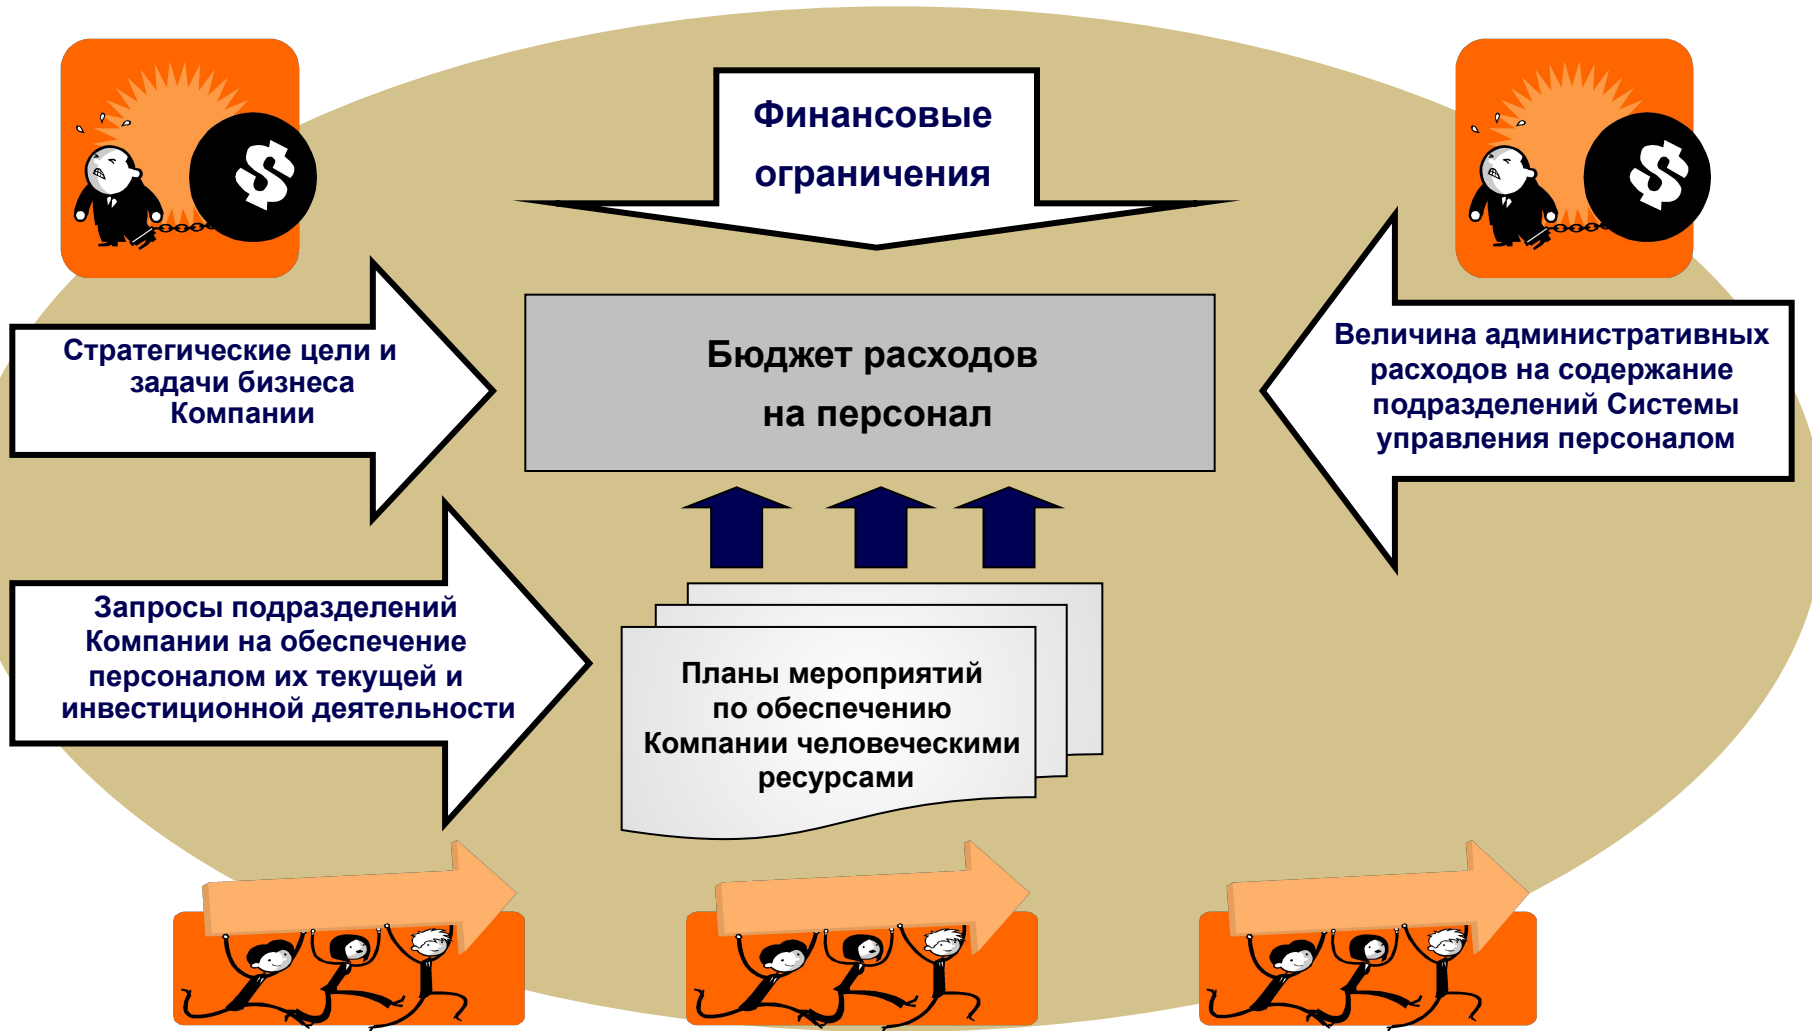 Финансовые
ограничения
Стратегические цели и
задачи бизнеса
Компании
Бюджет расходов
на персонал
Величина административных
расходов на содержание
подразделений Системы
управления персоналом
Запросы подразделений
Компании на обеспечение
персоналом их текущей и
инвестиционной деятельности
Планы мероприятий
по обеспечению
Компании человеческими
ресурсами
$
$